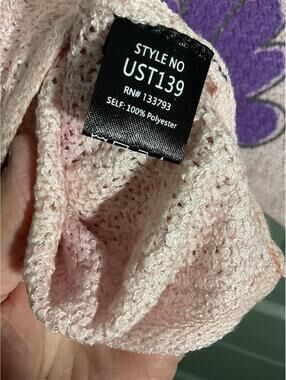 STYLE NO
UST139
RN# 133793
SELF: 100% Polyester